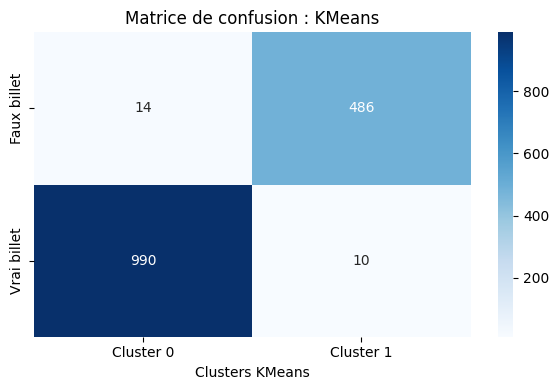 Matrice de confusion : KMeans
Faux billet
14
486
Vrai billet
990
10
Cluster 0
Cluster 1
Clusters KMeans
800
600
400
200